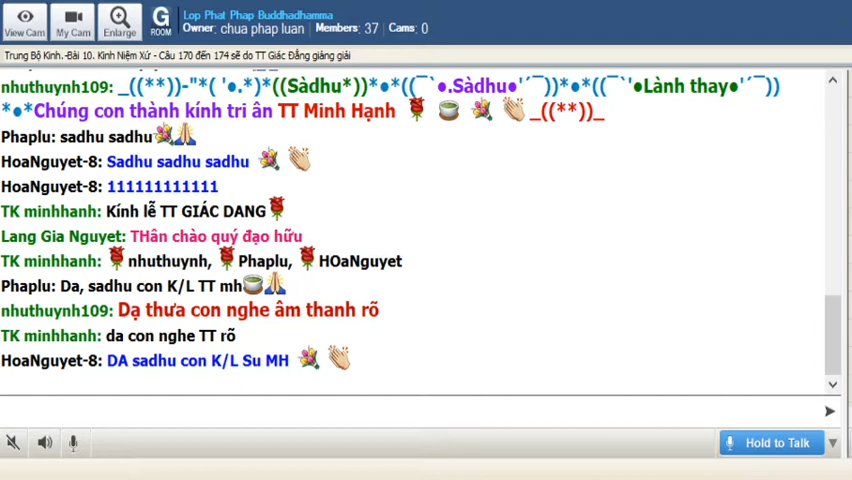 Lop Phat Phap Buddhadhamma
Owner: chua phap luan Members: 37 Cams: 0
View Cam My Cam Enlarge G ROOM
Trung Bộ Kinh.-Bài 10. Kinh Niệm Xứ - Câu 170 đến 174 sẽ do TT Giác Đẳng giảng giải
nhuthuynh109: _((**))-"*( '●.*)*((Sàdhu*))*●*((¯`●.Sàdhu●'´¯))*●*((¯`'●Lành thay●'´¯))
*●*Chúng con thành kính tri ân TT Minh Hạnh _((**))_
Phaplu: sadhu sadhu
HoaNguyet-8: Sadhu sadhu sadhu
HoaNguyet-8: 111111111111
TK minhhanh: Kính lễ TT GIÁC DANG
Lang Gia Nguyet: THân chào quý đạo hữu
TK minhhanh: nhuthuynh, Phaplu, HOaNguyet
Phaplu: Da, sadhu con K/L TT mh
nhuthuynh109: Dạ thưa con nghe âm thanh rõ
TK minhhanh: da con nghe TT rõ
HoaNguyet-8: DA sadhu con K/L Su MH
Hold to Talk